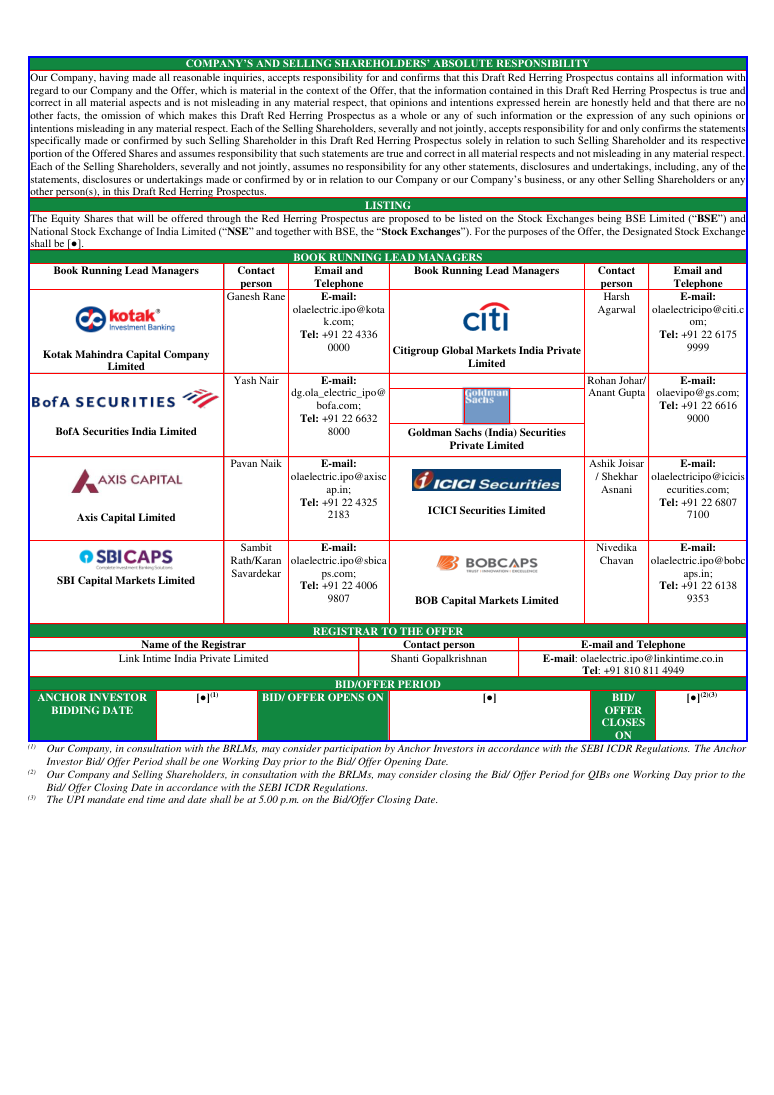 COMPANY'S AND SELLING SHAREHOLDERS' ABSOLUTE RESPONSIBILITY
Our Company, having made all reasonable inquiries, accepts responsibility for and confirms that this Draft Red Herring Prospectus contains all information with
regard to our Company and the Offer, which is material in the context of the Offer, that the information contained in this Draft Red Herring Prospectus is true and
correct in all material aspects and is not misleading in any material respect, that opinions and intentions expressed herein are honestly held and that there are no
other facts, the omission of which makes this Draft Red Herring Prospectus as a whole or any of such information or the expression of any such opinions or
intentions misleading in any material respect. Each of the Selling Shareholders, severally and not jointly, accepts responsibility for and only confirms the statements
specifically made or confirmed by such Selling Shareholder in this Draft Red Herring Prospectus solely in relation to such Selling Shareholder and its respective
portion of the Offered Shares and assumes responsibility that such statements are true and correct in all material respects and not misleading in any material respect.
Each of the Selling Shareholders, severally and not jointly, assumes no responsibility for any other statements, disclosures and undertakings, including, any of the
statements, disclosures or undertakings made or confirmed by or in relation to our Company or our Company's business, or any other Selling Shareholders or any
other person(s), in this Draft Red Herring Prospectus.
LISTING
The Equity Shares that will be offered through the Red Herring Prospectus are proposed to be listed on the Stock Exchanges being BSE Limited ("BSE") and
National Stock Exchange of India Limited ("NSE" and together with BSE, the "Stock Exchanges"). For the purposes of the Offer, the Designated Stock Exchange
shall be [●].
BOOK RUNNING LEAD MANAGERS
Book Running Lead Managers
Contact
person
Email and
Telephone
Book Running Lead Managers
Contact
person
Email and
Telephone
kotak®
Investment Banking
Kotak Mahindra Capital Company
Limited
Ganesh Rane
E-mail:
olaelectric.ipo@kota
k.com;
Tel: +91 22 4336
0000
citi
Citigroup Global Markets India Private
Limited
Harsh
Agarwal
E-mail:
olaelectricipo@citi.c
om;
Tel: +91 22 6175
9999
BofA SECURITIES
BofA Securities India Limited
Yash Nair
E-mail:
dg.ola_electric_ipo@
bofa.com;
Tel: +91 22 6632
8000
Goldman
Sachs
Goldman Sachs (India) Securities
Private Limited
Rohan Johar/
Anant Gupta
E-mail:
olaevipo@gs.com;
Tel: +91 22 6616
9000
AXIS CAPITAL
Axis Capital Limited
Pavan Naik
E-mail:
olaelectric.ipo@axisc
ap.in;
Tel: +91 22 4325
2183
ICICI Securities
ICICI Securities Limited
Ashik Joisar
/ Shekhar
Asnani
E-mail:
olaelectricipo@icicis
ecurities.com;
Tel: +91 22 6807
7100
SBICAPS
Complete Investment Banking Solutions
SBI Capital Markets Limited
Sambit
Rath/Karan
Savardekar
E-mail:
olaelectric.ipo@sbica
ps.com;
Tel: +91 22 4006
9807
BOBCAPS
TRUST | INNOVATION | EXCELLENCE
BOB Capital Markets Limited
Nivedika
Chavan
E-mail:
olaelectric.ipo@bobc
aps.in;
Tel: +91 22 6138
9353
REGISTRAR TO THE OFFER
Name of the Registrar
Contact person
E-mail and Telephone
Link Intime India Private Limited
Shanti Gopalkrishnan
E-mail: olaelectric.ipo@linkintime.co.in
Tel: +91 810 811 4949
BID/OFFER PERIOD
ANCHOR INVESTOR
BIDDING DATE
[●](1)
BID/ OFFER OPENS ON
[●]
BID/
OFFER
CLOSES
ON
[●](2)(3)
(1) Our Company, in consultation with the BRLMs, may consider participation by Anchor Investors in accordance with the SEBI ICDR Regulations. The Anchor
Investor Bid/ Offer Period shall be one Working Day prior to the Bid/ Offer Opening Date.
(2) Our Company and Selling Shareholders, in consultation with the BRLMs, may consider closing the Bid/ Offer Period for QIBs one Working Day prior to the
Bid/ Offer Closing Date in accordance with the SEBI ICDR Regulations.
(3) The UPI mandate end time and date shall be at 5.00 p.m. on the Bid/Offer Closing Date.